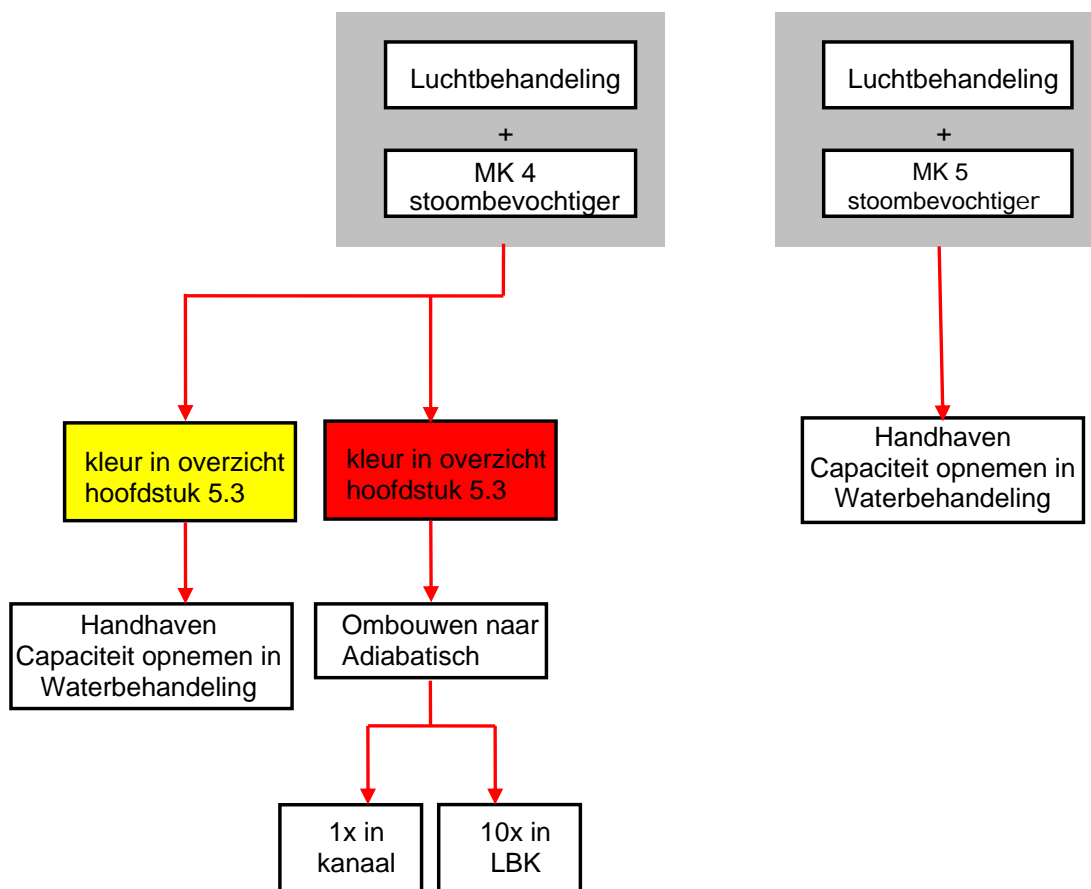 Luchtbehandeling
+
MK 4
stoombevochtiger
Luchtbehandeling
+
MK 5
stoombevochtiger
kleur in overzicht
hoofdstuk 5.3
kleur in overzicht
hoofdstuk 5.3
Handhaven
Capaciteit opnemen in
Waterbehandeling
Handhaven
Capaciteit opnemen in
Waterbehandeling
Ombouwen naar
Adiabatisch
1x in
kanaal
10x in
LBK